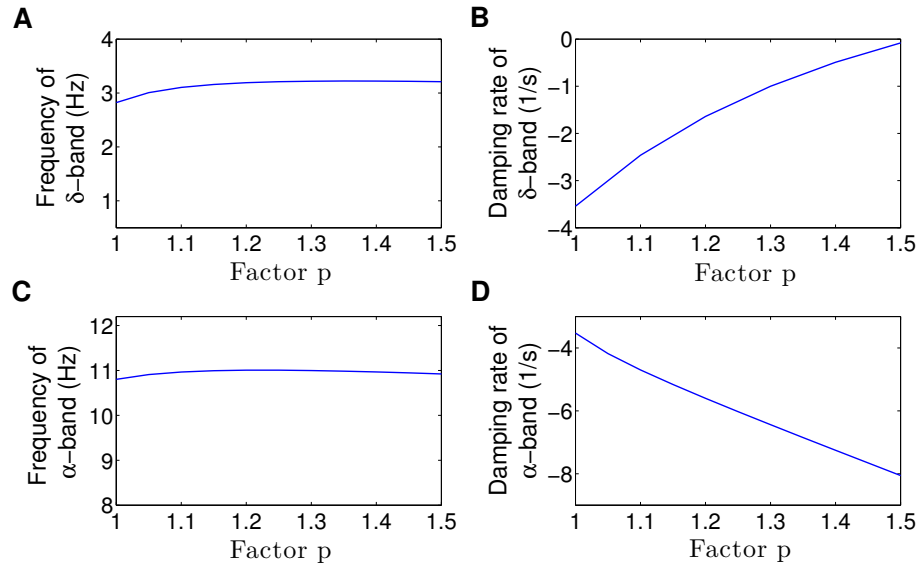 A
Frequency of
δ−band (Hz)
4
3
2
1
1
1.1
1.2
1.3
1.4
1.5
Factor p
B
Damping rate of
δ−band (1/s)
0
−1
−2
−3
−4
1
1.1
1.2
1.3
1.4
1.5
Factor p
C
Frequency of
α−band (Hz)
12
11
10
9
8
1
1.1
1.2
1.3
1.4
1.5
Factor p
D
Damping rate of
α−band (1/s)
−4
−6
−8
1
1.1
1.2
1.3
1.4
1.5
Factor p